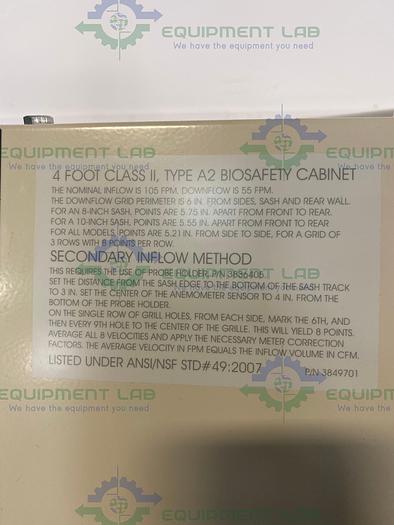 EQUIPMENT LAB
We have the equipment you need
4 FOOT CLASS II, TYPE A2 BIOSAFETY CABINET
THE NOMINAL INFLOW IS 105 FPM. DOWNFLOW IS 55 FPM.
THE DOWNFLOW GRID PERIMETER IS 6 IN. FROM SIDES, SASH AND REAR WALL.
FOR AN 8-INCH SASH, POINTS ARE 5.75 IN. APART FROM FRONT TO REAR.
FOR A 10-INCH SASH, POINTS ARE 5.55 IN. APART FROM FRONT TO REAR
FOR ALL MODELS, POINTS ARE 5.21 IN. FROM SIDE TO SIDE, FOR A GRID OF
3 ROWS WITH POINTS PER ROW.
SECONDARY INFLOW METHOD
THIS REQUIRES THE USE OF PROBE HOLDER, P/N
SET THE DISTANCE FROM THE SASH EDGE TO THE BOTTOM OF THE SASH TRACK
TO 3 IN. SET THE CENTER OF THE ANEMOMETER SENSOR TO 4 IN. FROM THE
BOTTOM OF THE PROBE HOLDER.
ON THE SINGLE ROW OF GRILL HOLES, FROM EACH SIDE, MARK THE 6TH, AND
THEN EVERY 9TH HOLE TO THE CENTER OF THE GRILLE. THIS WILL YIELD 8 POINTS.
AVERAGE ALL 8 VELOCITIES AND APPLY THE NECESSARY METER CORRECTION
FACTORS. THE AVERAGE VELOCITY IN FPM EQUALS THE INFLOW VOLUME IN CFM.
LISTED UNDER ANSI/NSF STD#49:2007
P/N 3849701
EQUIPMENT LAB
We have the equipment you need
EQUIPMENT LAB